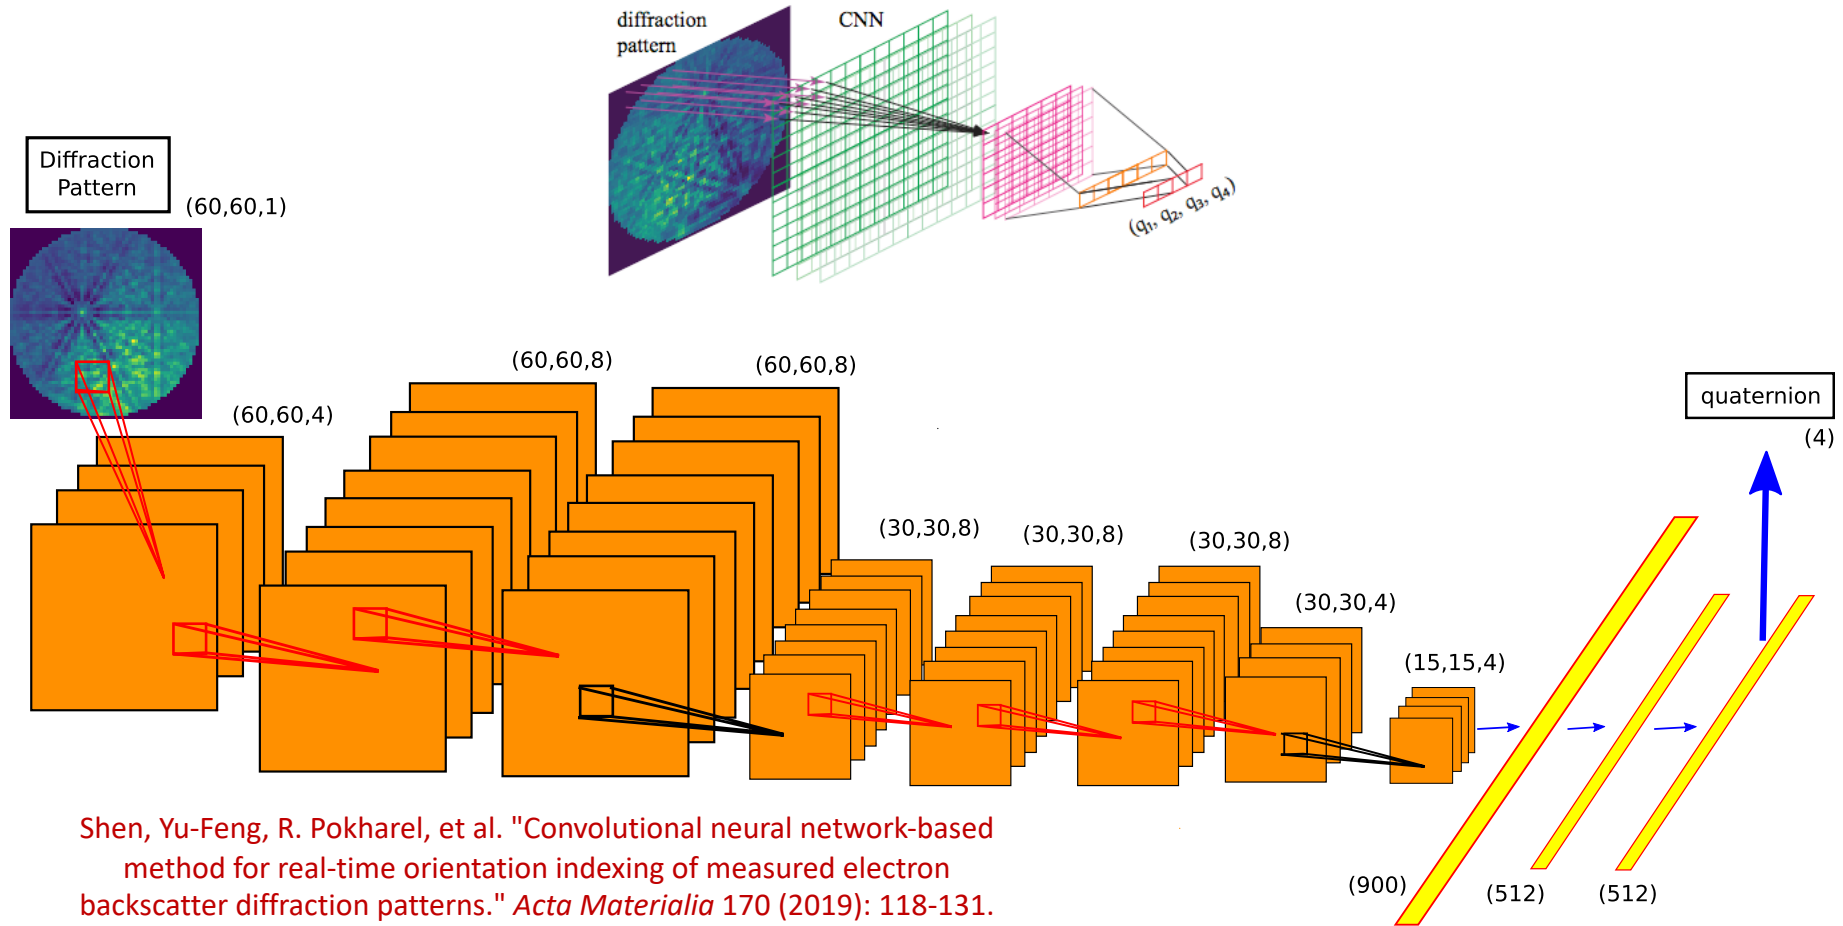 diffraction
pattern
CNN
(q₁, q₂, q₃, q₄)
Diffraction
Pattern
(60,60,1)
(60,60,4)
(60,60,8)
(60,60,8)
(30,30,8)
(30,30,8)
(30,30,8)
(30,30,4)
(15,15,4)
quaternion
(4)
(900)
(512)
(512)
Shen, Yu-Feng, R. Pokharel, et al. "Convolutional neural network-based
method for real-time orientation indexing of measured electron
backscatter diffraction patterns." Acta Materialia 170 (2019): 118-131.